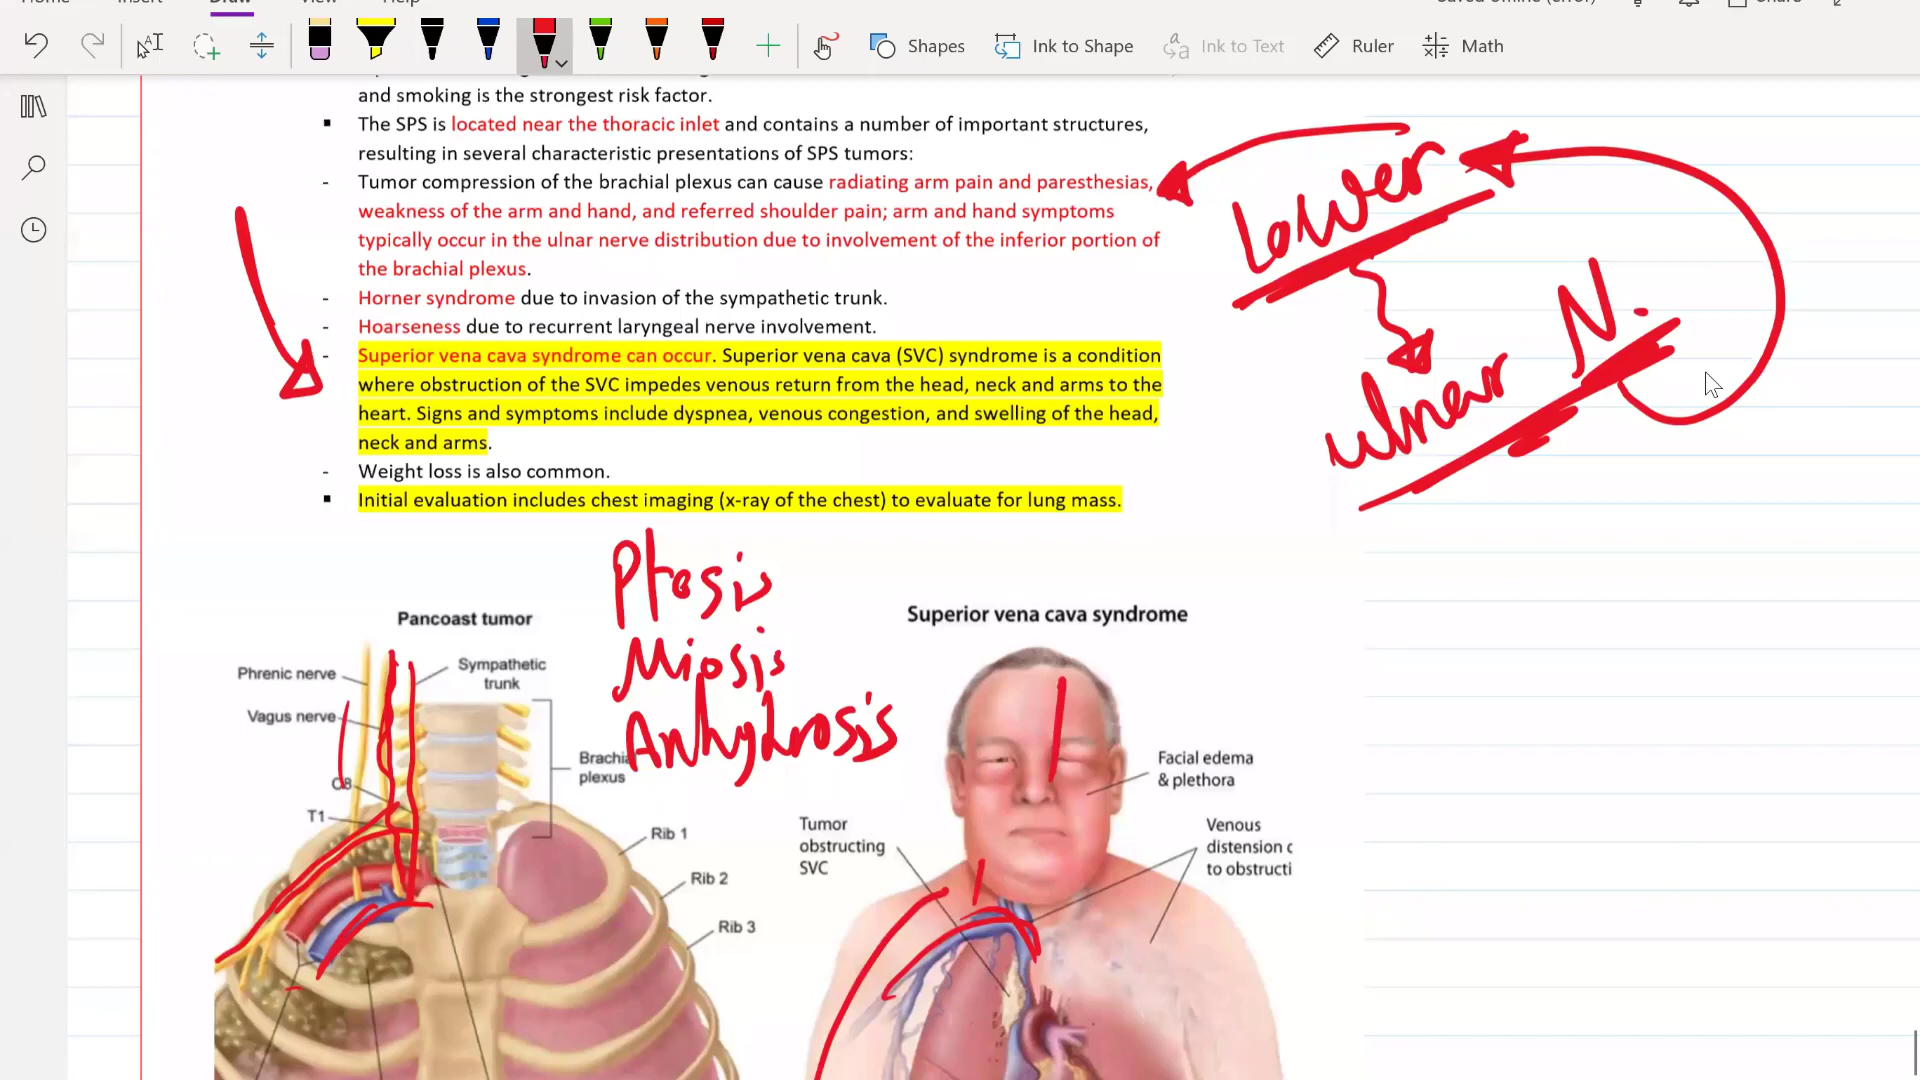 Draw
Shapes
Ink to Shape
Ink to Text
Ruler
Math
and smoking is the strongest risk factor.
▪ The SPS is located near the thoracic inlet and contains a number of important structures,
resulting in several characteristic presentations of SPS tumors:
- Tumor compression of the brachial plexus can cause radiating arm pain and paresthesias,
weakness of the arm and hand, and referred shoulder pain; arm and hand symptoms
typically occur in the ulnar nerve distribution due to involvement of the inferior portion of
the brachial plexus.
- Horner syndrome due to invasion of the sympathetic trunk.
- Hoarseness due to recurrent laryngeal nerve involvement.
- Superior vena cava syndrome can occur. Superior vena cava (SVC) syndrome is a condition
where obstruction of the SVC impedes venous return from the head, neck and arms to the
heart. Signs and symptoms include dyspnea, venous congestion, and swelling of the head,
neck and arms.
- Weight loss is also common.
▪ Initial evaluation includes chest imaging (x-ray of the chest) to evaluate for lung mass.
Lower
ulnar N.
Ptosis
Miosis
Anhydrosis
Pancoast tumor
Phrenic nerve
Sympathetic
trunk
Vagus nerve
C8
T1
plexus
Rib 1
Rib 2
Rib 3
Superior vena cava syndrome
Facial edema
& plethora
Tumor
obstructing
SVC
Venous
distension
to